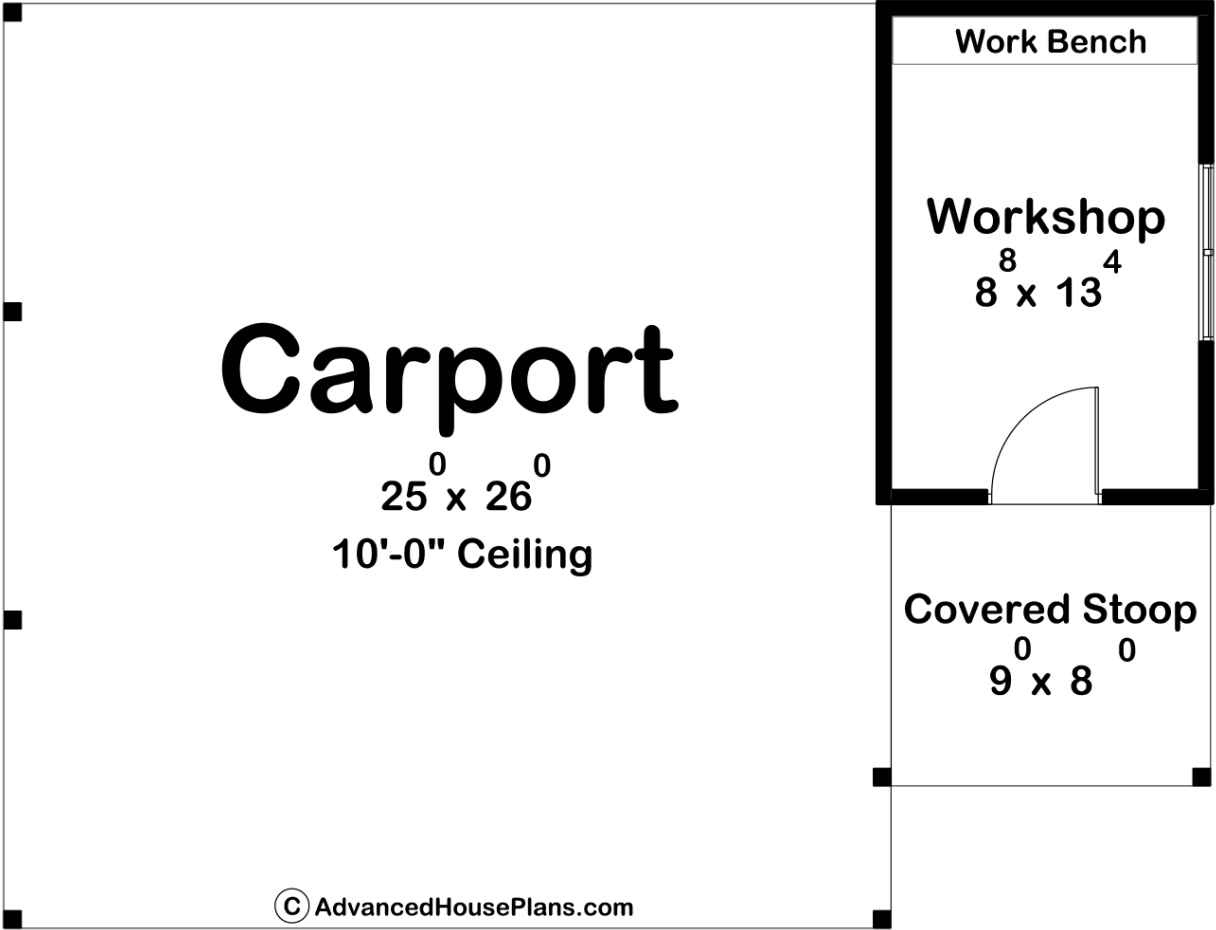 Work Bench
Workshop
8⁸ x 13⁴
Carport
25⁰ x 26⁰
10'-0" Ceiling
Covered Stoop
9⁰ x 8⁰
© AdvancedHousePlans.com